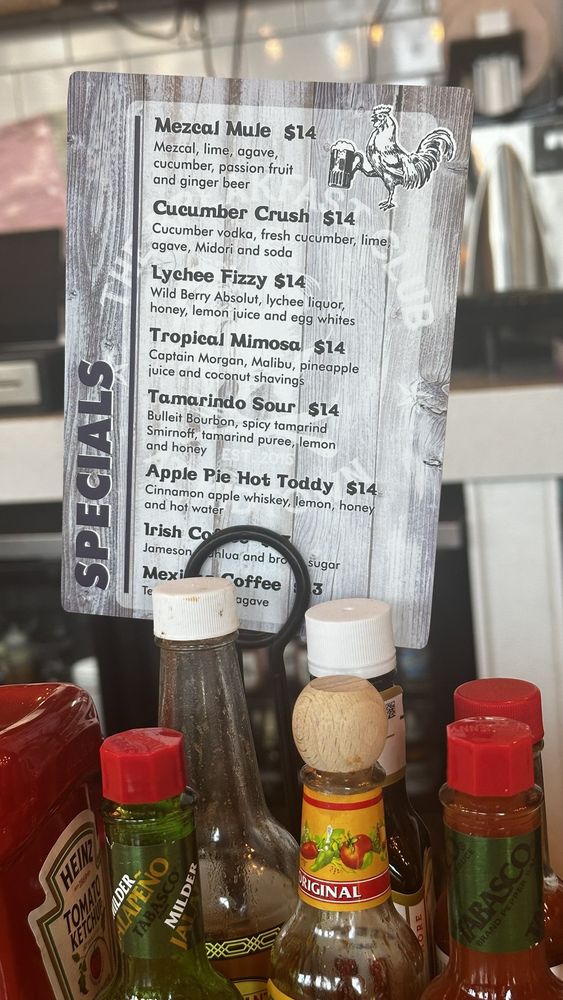 Mezcal Mule $14
Mezcal, lime, agave,
cucumber, passion fruit
and ginger beer
Cucumber Crush $14
Cucumber vodka, fresh cucumber, lime,
agave, Midori and soda
Lychee Fizzy $14
Wild Berry Absolut, lychee liquor,
honey, lemon juice and egg whites
Tropical Mimosa $14
Captain Morgan, Malibu, pineapple
juice and coconut shavings
Tamarindo Sour $14
Bulleit Bourbon, spicy tamarind
Smirnoff, tamarind puree, lemon
and honey
Apple Pie Hot Toddy $14
Cinnamon apple whiskey, lemon, honey
and hot water
Irish
Jameson, and sugar
Coffee
agave
SPECIALS
CLUB
EST. 2015
HEINZ
TOMATO
KETCHUP
MILDER
JALAPEÑO
TABASCO
MILDER
ORIGINAL
TABASCO
BRAND